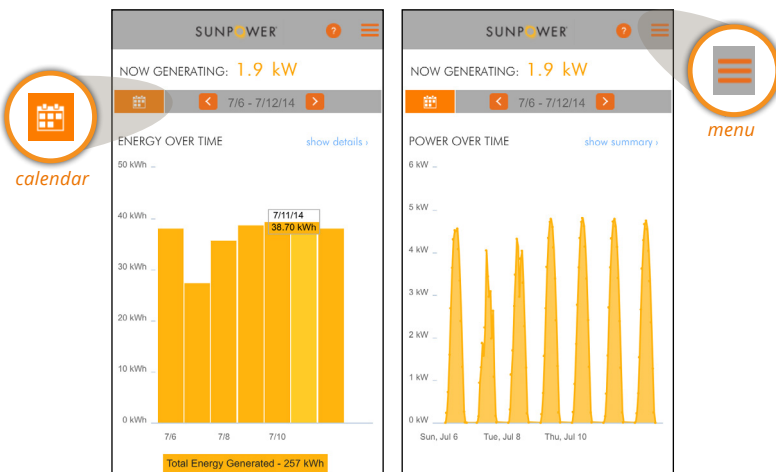 SUNPOWER
?
NOW GENERATING: 1.9 kW
7/6 - 7/12/14
ENERGY OVER TIME
show details ›
50 kWh
40 kWh
30 kWh
20 kWh
10 kWh
0 kWh
7/11/14
38.70 kWh
7/6
7/8
7/10
Total Energy Generated - 257 kWh
calendar
SUNPOWER
?
NOW GENERATING: 1.9 kW
7/6 - 7/12/14
POWER OVER TIME
show summary ›
6 kW
5 kW
4 kW
3 kW
2 kW
1 kW
0 kW
Sun, Jul 6
Tue, Jul 8
Thu, Jul 10
menu